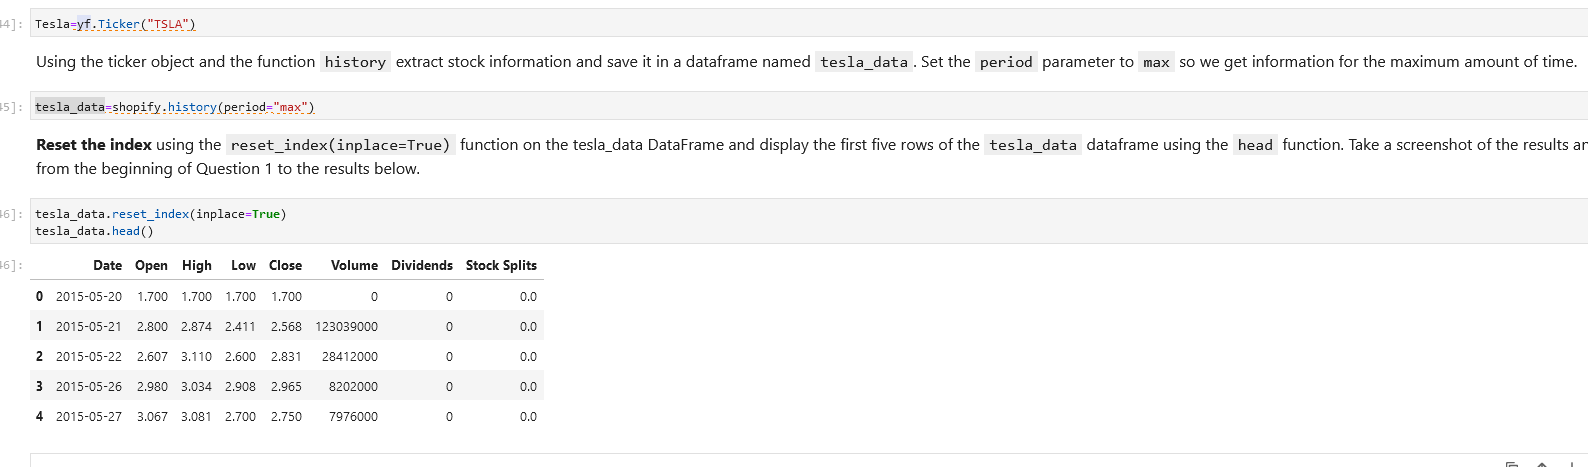 44]: Tesla=yf.Ticker("TSLA")
Using the ticker object and the function history extract stock information and save it in a dataframe named tesla_data. Set the period parameter to max so we get information for the maximum amount of time.
45]: tesla_data=shopify.history(period="max")
Reset the index using the reset_index(inplace=True) function on the tesla_data DataFrame and display the first five rows of the tesla_data dataframe using the head function. Take a screenshot of the results an
from the beginning of Question 1 to the results below.
46]: tesla_data.reset_index(inplace=True)
tesla_data.head()
46]: Date Open High Low Close Volume Dividends Stock Splits
0 2015-05-20 1.700 1.700 1.700 1.700 0 0 0.0
1 2015-05-21 2.800 2.874 2.411 2.568 123039000 0 0.0
2 2015-05-22 2.607 3.110 2.600 2.831 28412000 0 0.0
3 2015-05-26 2.980 3.034 2.908 2.965 8202000 0 0.0
4 2015-05-27 3.067 3.081 2.700 2.750 7976000 0 0.0